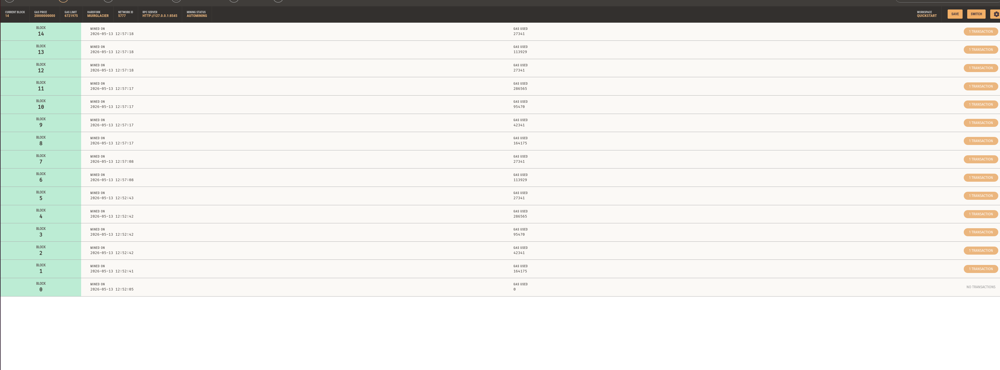 CURRENT BLOCK GAS PRICE GAS LIMIT HARDFORK NETWORK ID RPC SERVER MINING STATUS WORKSPACE
14 20000000000 6721975 MUIRGLACIER 5777 HTTP://127.0.0.1:8545 AUTOMINING QUICKSTART SAVE SWITCH
BLOCK MINED ON GAS USED
14 2026-05-13 12:57:18 27341 1 TRANSACTION
BLOCK MINED ON GAS USED
13 2026-05-13 12:57:18 113929 1 TRANSACTION
BLOCK MINED ON GAS USED
12 2026-05-13 12:57:18 27341 1 TRANSACTION
BLOCK MINED ON GAS USED
11 2026-05-13 12:57:17 286565 1 TRANSACTION
BLOCK MINED ON GAS USED
10 2026-05-13 12:57:17 95470 1 TRANSACTION
BLOCK MINED ON GAS USED
9 2026-05-13 12:57:17 42341 1 TRANSACTION
BLOCK MINED ON GAS USED
8 2026-05-13 12:57:17 164175 1 TRANSACTION
BLOCK MINED ON GAS USED
7 2026-05-13 12:57:08 27341 1 TRANSACTION
BLOCK MINED ON GAS USED
6 2026-05-13 12:57:08 113929 1 TRANSACTION
BLOCK MINED ON GAS USED
5 2026-05-13 12:52:43 27341 1 TRANSACTION
BLOCK MINED ON GAS USED
4 2026-05-13 12:52:42 286565 1 TRANSACTION
BLOCK MINED ON GAS USED
3 2026-05-13 12:52:42 95470 1 TRANSACTION
BLOCK MINED ON GAS USED
2 2026-05-13 12:52:42 42341 1 TRANSACTION
BLOCK MINED ON GAS USED
1 2026-05-13 12:52:41 164175 1 TRANSACTION
BLOCK MINED ON GAS USED
0 2026-05-13 12:52:05 0 NO TRANSACTIONS